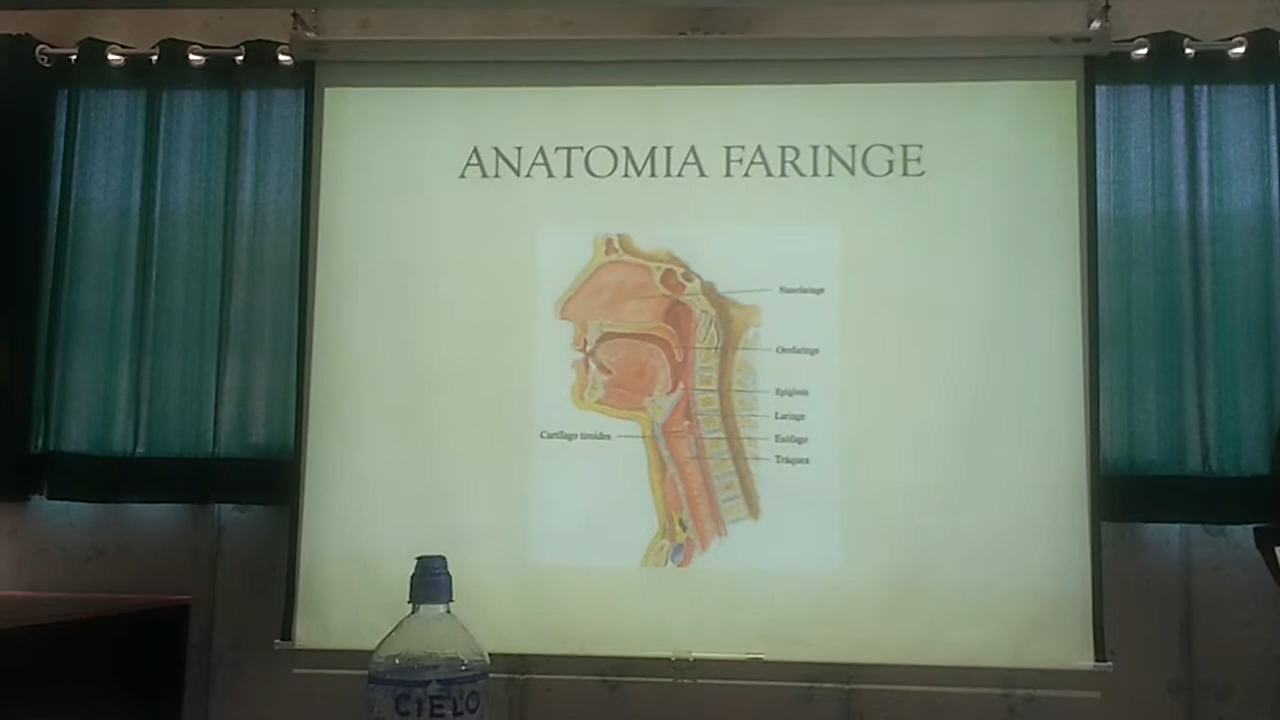 ANATOMIA FARINGE
Nasofaringe
Orofaringe
Epiglotis
Laringe
Esófago
Tráquea
Cartílago tiroides
CIELO